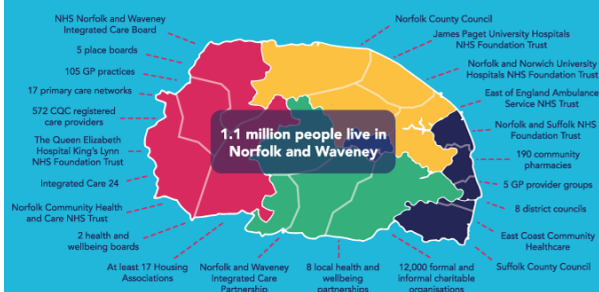 NHS Norfolk and Waveney
Integrated Care Board
5 place boards
105 GP practices
17 primary care networks
572 CQC registered
care providers
The Queen Elizabeth
Hospital King's Lynn
NHS Foundation Trust
Integrated Care 24
Norfolk Community Health
and Care NHS Trust
2 health and
wellbeing boards
At least 17 Housing
Associations
Norfolk and Waveney
Integrated Care
Partnership
8 local health and
wellbeing
partnerships
12,000 formal and
informal charitable
organisations
1.1 million people live in
Norfolk and Waveney
Norfolk County Council
James Paget University Hospitals
NHS Foundation Trust
Norfolk and Norwich University
Hospitals NHS Foundation Trust
East of England Ambulance
Service NHS Trust
Norfolk and Suffolk NHS
Foundation Trust
190 community
pharmacies
5 GP provider groups
8 district councils
East Coast Community
Healthcare
Suffolk County Council